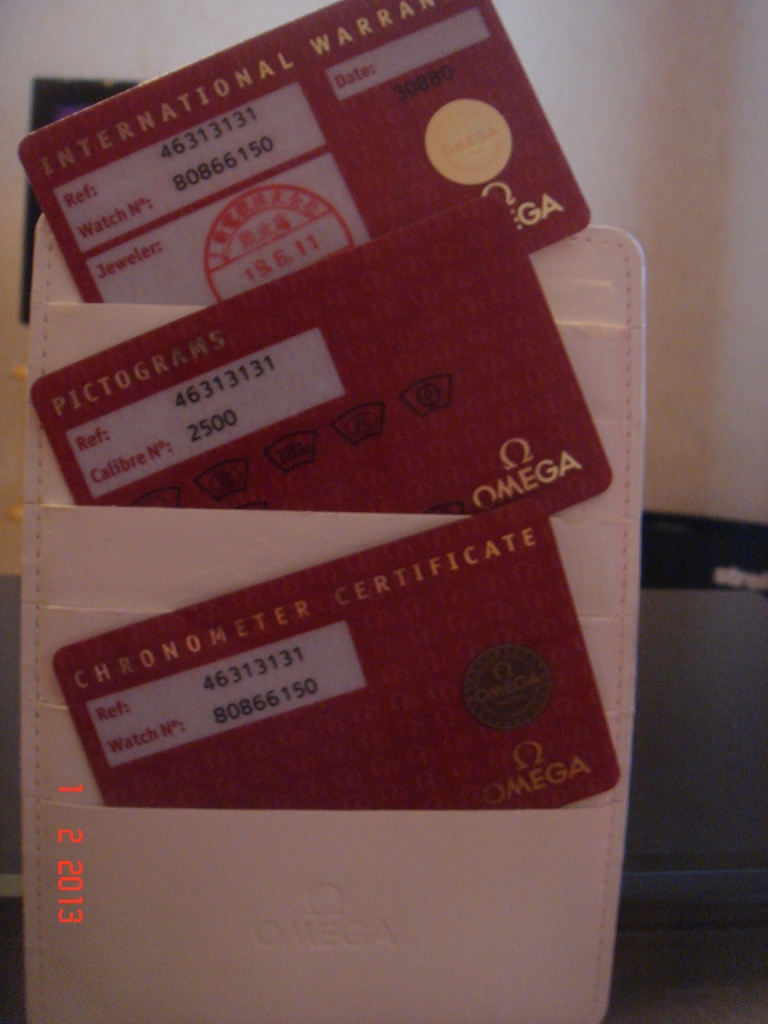 INTERNATIONAL WARRAN
Date:
30880
Ref: 46313131
Watch Nº: 80866150
Jeweler:
19.6.11
OMEGA
ΩMEGA
PICTOGRAMS
Ref: 46313131
Calibre Nº: 2500
Ω
OMEGA
CHRONOMETER CERTIFICATE
Ref: 46313131
Watch Nº: 80866150
Ω
OMEGA
Ω
OMEGA
1 2 2013
Ω
OMEGA